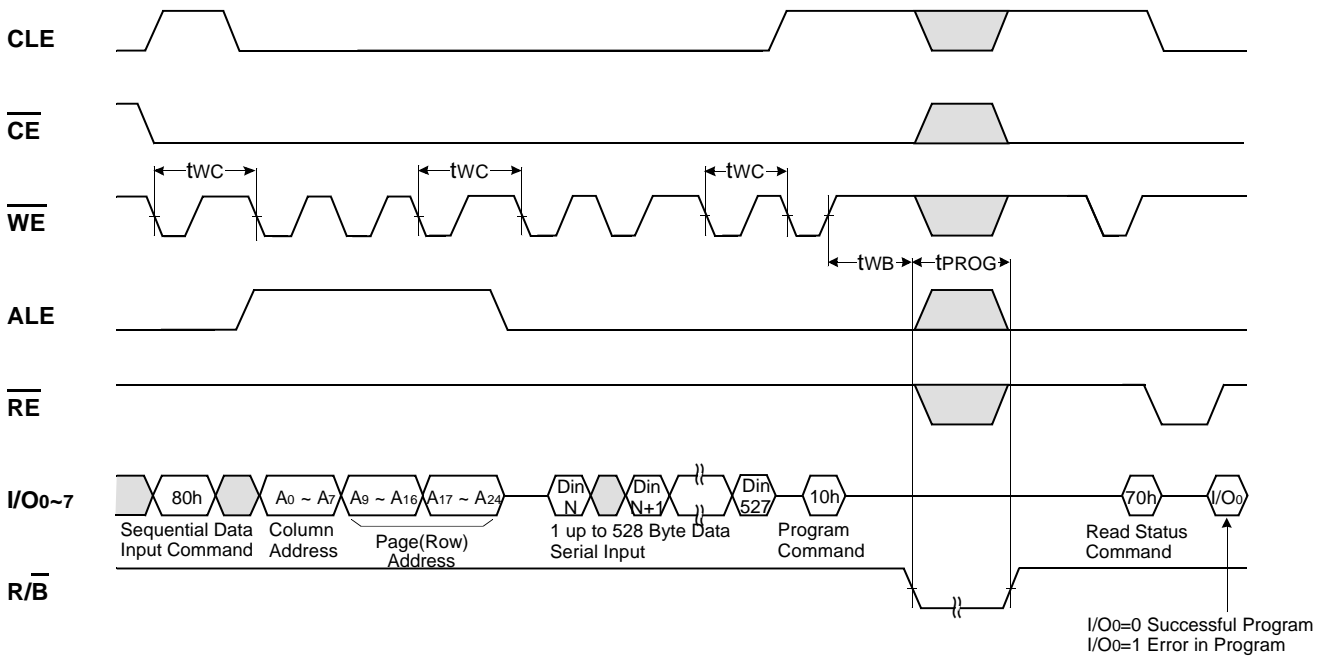 CLE
CE
tWC
tWC
tWC
WE
tWB
tPROG
ALE
RE
I/O0~7
80h
A0 ~ A7
A9 ~ A16
A17 ~ A24
Din
N
Din
N+1
Din
527
10h
70h
I/O0
Sequential Data
Input Command
Column
Address
Page(Row)
Address
1 up to 528 Byte Data
Serial Input
Program
Command
Read Status
Command
R/B
I/O0=0 Successful Program
I/O0=1 Error in Program